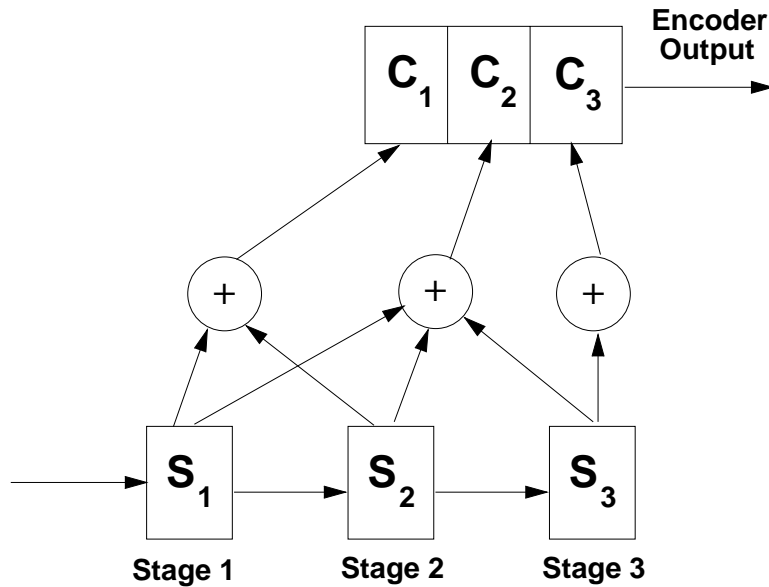 Encoder
Output
C1 C2 C3
+ + +
S1 S2 S3
Stage 1 Stage 2 Stage 3